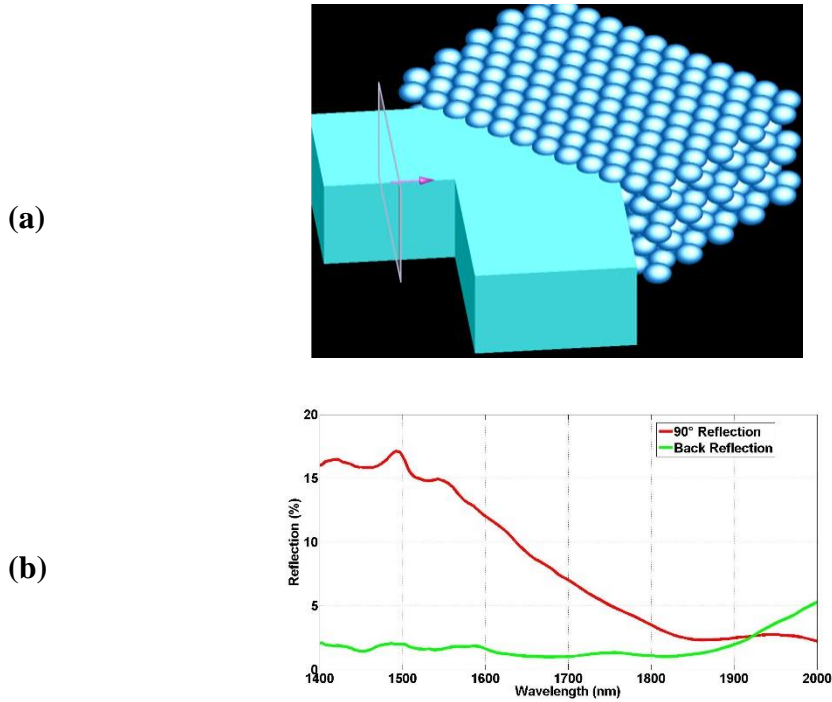 (a)
(b)
20
15
10
5
0
Reflection (%)
90° Reflection
Back Reflection
1400 1500 1600 1700 1800 1900 2000
Wavelength (nm)